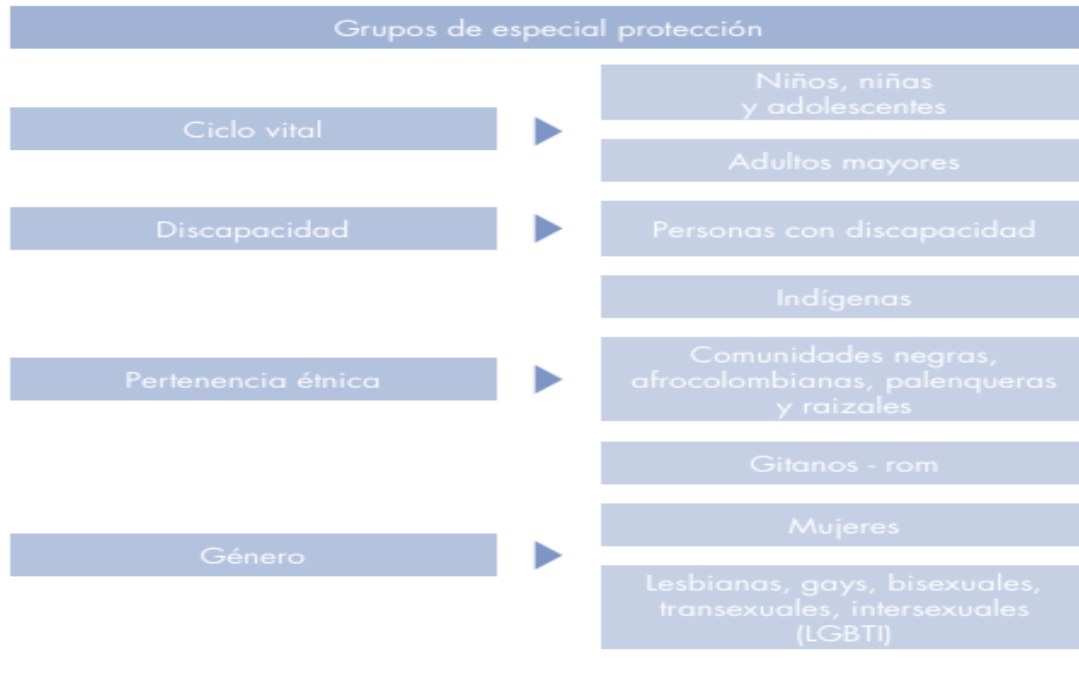 Grupos de especial protección
Ciclo vital
Niños, niñas
y adolescentes
Adultos mayores
Discapacidad
Personas con discapacidad
Pertenencia étnica
Indígenas
Comunidades negras,
afrocolombianas, palenqueras
y raizales
Gitanos - rom
Género
Mujeres
Lesbianas, gays, bisexuales,
transexuales, intersexuales
(LGBTI)